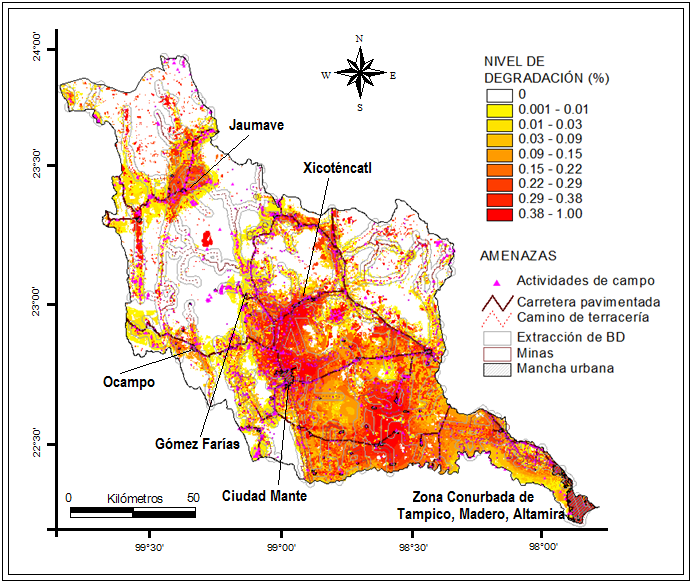 24°00'
23°30'
23°00'
22°30'
N
W
E
S
Jaumave
Xicoténcatl
Ocampo
Gómez Farías
Ciudad Mante
Zona Conurbada de
Tampico, Madero, Altamira
0 Kilómetros 50
99°30'
99°00'
98°30'
98°00'
NIVEL DE
DEGRADACIÓN (%)
0
0.001 - 0.01
0.01 - 0.03
0.03 - 0.09
0.09 - 0.15
0.15 - 0.22
0.22 - 0.29
0.29 - 0.38
0.38 - 1.00
AMENAZAS
Actividades de campo
Carretera pavimentada
Camino de terracería
Extracción de BD
Minas
Mancha urbana